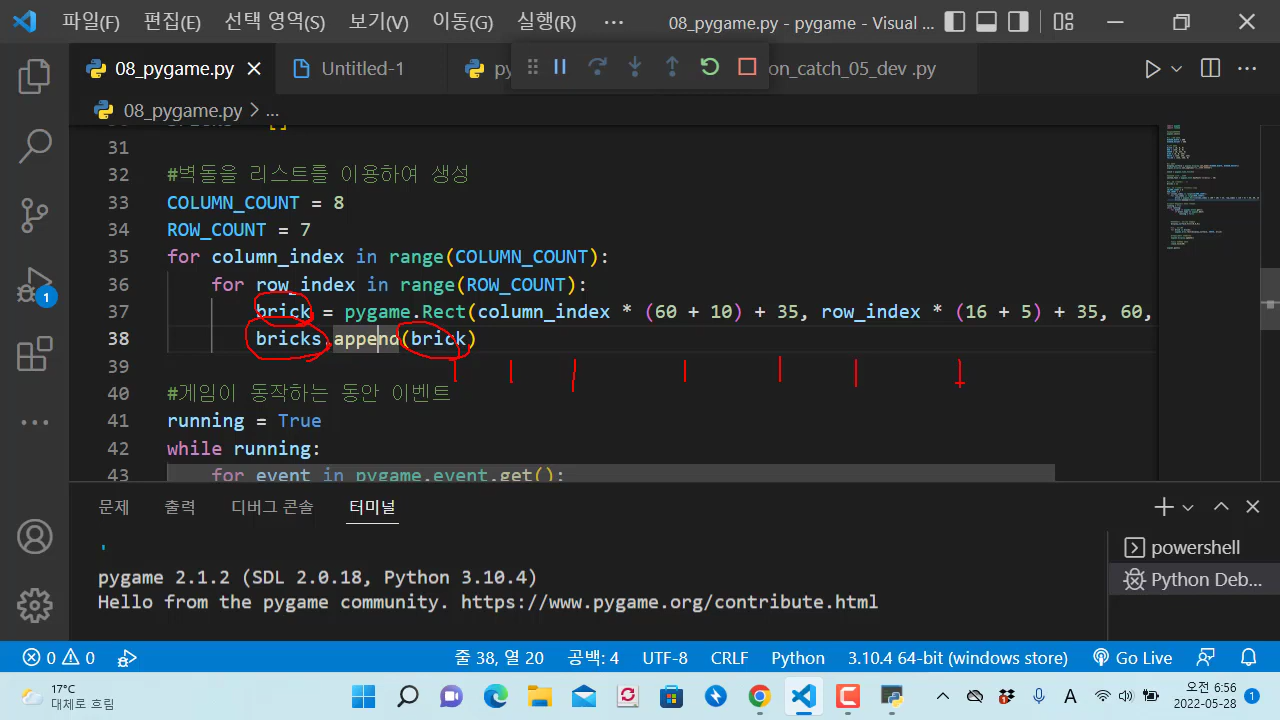 파일(F) 편집(E) 선택 영역(S) 보기(V) 이동(G) 실행(R) ··· 08_pygame.py - pygame - Visual ...
08_pygame.py Untitled-1 py on_catch_05_dev .py
08_pygame.py > ...
31
32 #벽돌을 리스트를 이용하여 생성
33 COLUMN_COUNT = 8
34 ROW_COUNT = 7
35 for column_index in range(COLUMN_COUNT):
36 for row_index in range(ROW_COUNT):
37 brick = pygame.Rect(column_index * (60 + 10) + 35, row_index * (16 + 5) + 35, 60,
38 bricks.append(brick)
39
40 #게임이 동작하는 동안 이벤트
41 running = True
42 while running:
43 for event in pygame.event.get():
문제 출력 디버그 콘솔 터미널
'
pygame 2.1.2 (SDL 2.0.18, Python 3.10.4)
Hello from the pygame community. https://www.pygame.org/contribute.html
powershell
Python Deb...
1
0 0 줄 38, 열 20 공백: 4 UTF-8 CRLF Python 3.10.4 64-bit (windows store) Go Live
17°C
대체로 흐림
A
오전 6:56
2022-05-28
1